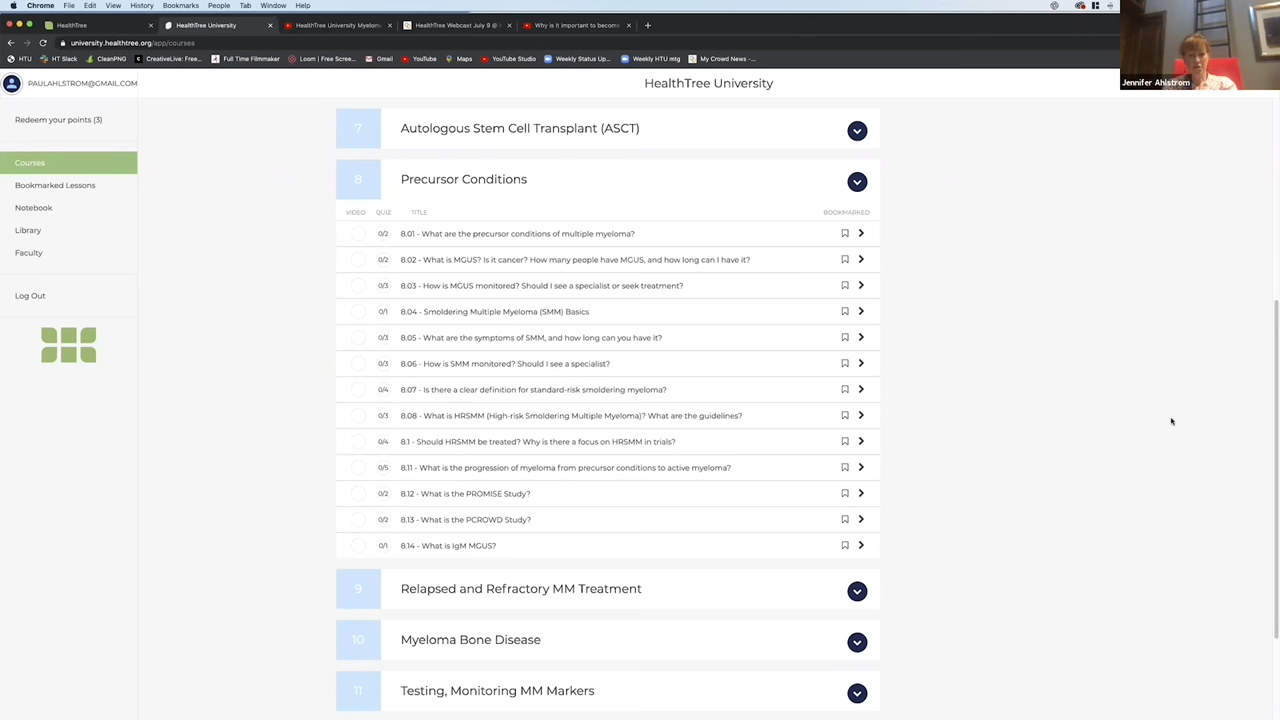 Chrome File Edit View History Bookmarks People Tab Window Help
HealthTree
HealthTree University
HealthTree University Myelom
HealthTree Webcast July 9 @
Why is it important to becom
university.healthtree.org/app/courses
HTU HT Slack CleanPNG CreativeLive: Free... Full Time Filmmaker Loom | Free Scree... Gmail YouTube Maps YouTube Studio Weekly Status Up... Weekly HTU mtg My Crowd News -...
Jennifer Ahlstrom
PAULAHLSTROM@GMAIL.COM
HealthTree University
Redeem your points (3)
Courses
Bookmarked Lessons
Notebook
Library
Faculty
Log Out
7 Autologous Stem Cell Transplant (ASCT)
8 Precursor Conditions
VIDEO QUIZ TITLE BOOKMARKED
0/2 8.01 - What are the precursor conditions of multiple myeloma?
0/2 8.02 - What is MGUS? Is it cancer? How many people have MGUS, and how long can I have it?
0/3 8.03 - How is MGUS monitored? Should I see a specialist or seek treatment?
0/1 8.04 - Smoldering Multiple Myeloma (SMM) Basics
0/3 8.05 - What are the symptoms of SMM, and how long can you have it?
0/3 8.06 - How is SMM monitored? Should I see a specialist?
0/4 8.07 - Is there a clear definition for standard-risk smoldering myeloma?
0/3 8.08 - What is HRSMM (High-risk Smoldering Multiple Myeloma)? What are the guidelines?
0/4 8.1 - Should HRSMM be treated? Why is there a focus on HRSMM in trials?
0/5 8.11 - What is the progression of myeloma from precursor conditions to active myeloma?
0/2 8.12 - What is the PROMISE Study?
0/2 8.13 - What is the PCROWD Study?
0/1 8.14 - What is IgM MGUS?
9 Relapsed and Refractory MM Treatment
10 Myeloma Bone Disease
11 Testing, Monitoring MM Markers